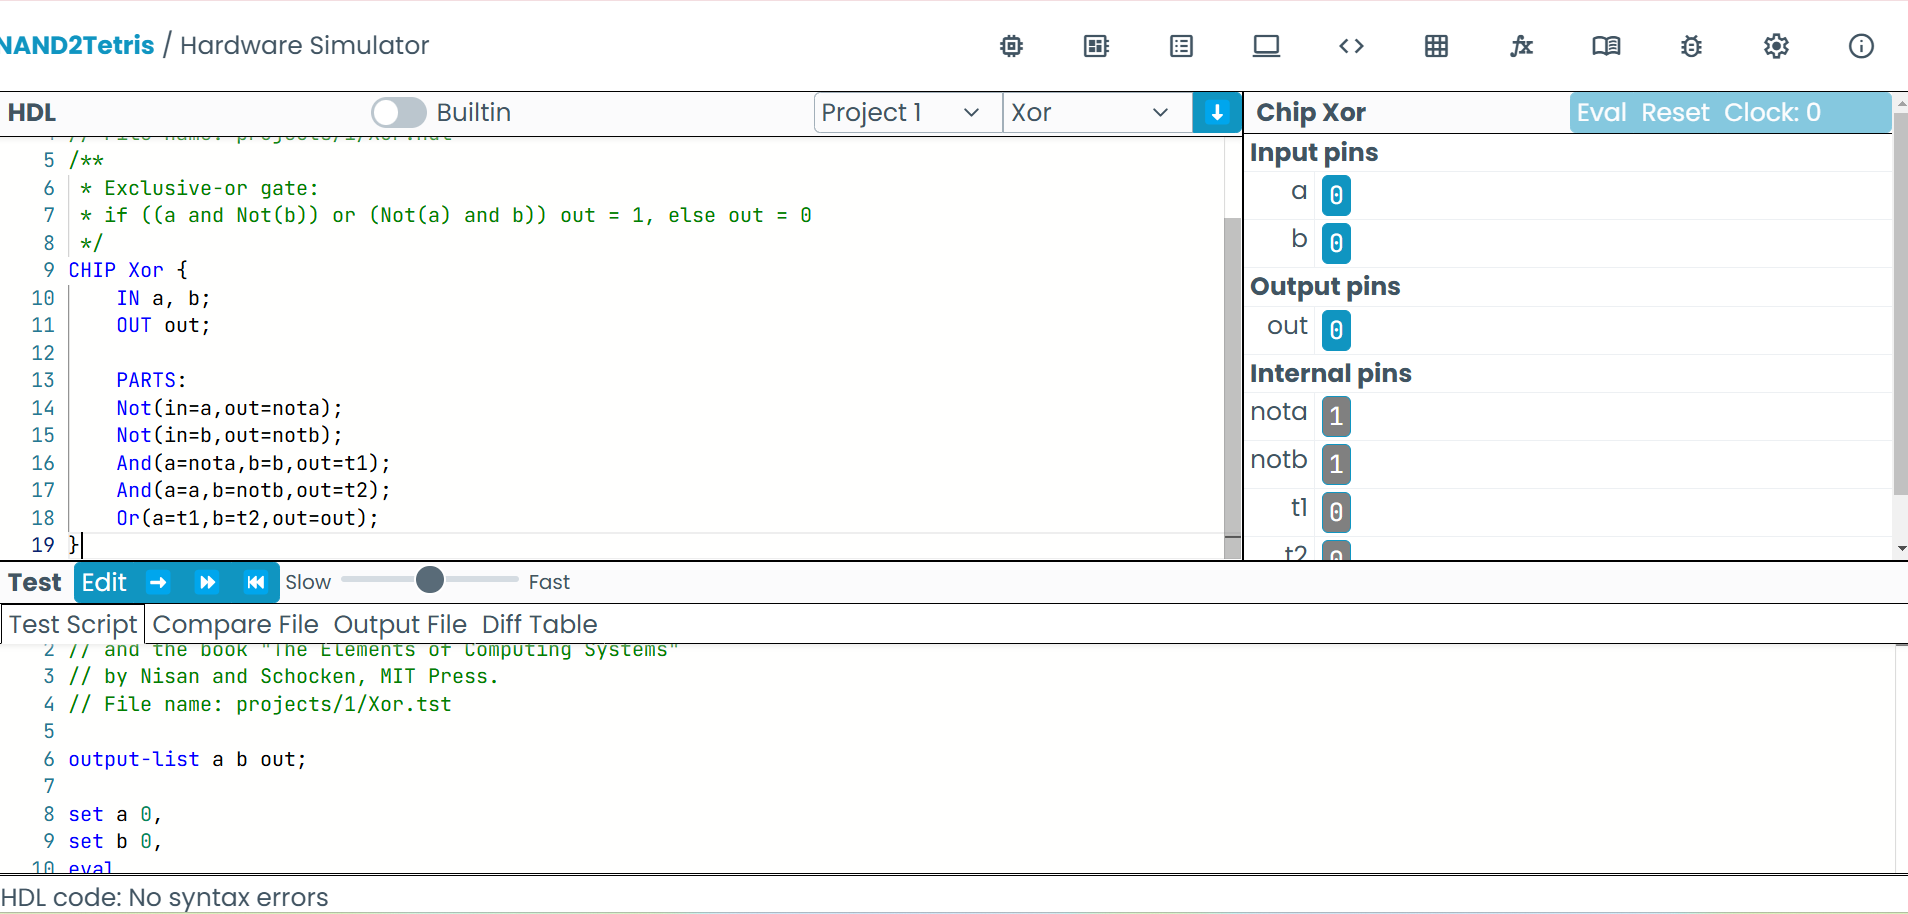 NAND2Tetris / Hardware Simulator
HDL
Builtin
Project 1
Xor
// File name: projects/1/Xor.hdl
5 /**
6 * Exclusive-or gate:
7 * if ((a and Not(b)) or (Not(a) and b)) out = 1, else out = 0
8 */
9 CHIP Xor {
10 IN a, b;
11 OUT out;
12
13 PARTS:
14 Not(in=a,out=nota);
15 Not(in=b,out=notb);
16 And(a=nota,b=b,out=t1);
17 And(a=a,b=notb,out=t2);
18 Or(a=t1,b=t2,out=out);
19 }
Chip Xor
Eval Reset Clock: 0
Input pins
a 0
b 0
Output pins
out 0
Internal pins
nota 1
notb 1
t1 0
t2 0
Test Edit Slow Fast
Test Script Compare File Output File Diff Table
2 // and the book "The Elements of Computing Systems"
3 // by Nisan and Schocken, MIT Press.
4 // File name: projects/1/Xor.tst
5
6 output-list a b out;
7
8 set a 0,
9 set b 0,
10 eval
HDL code: No syntax errors